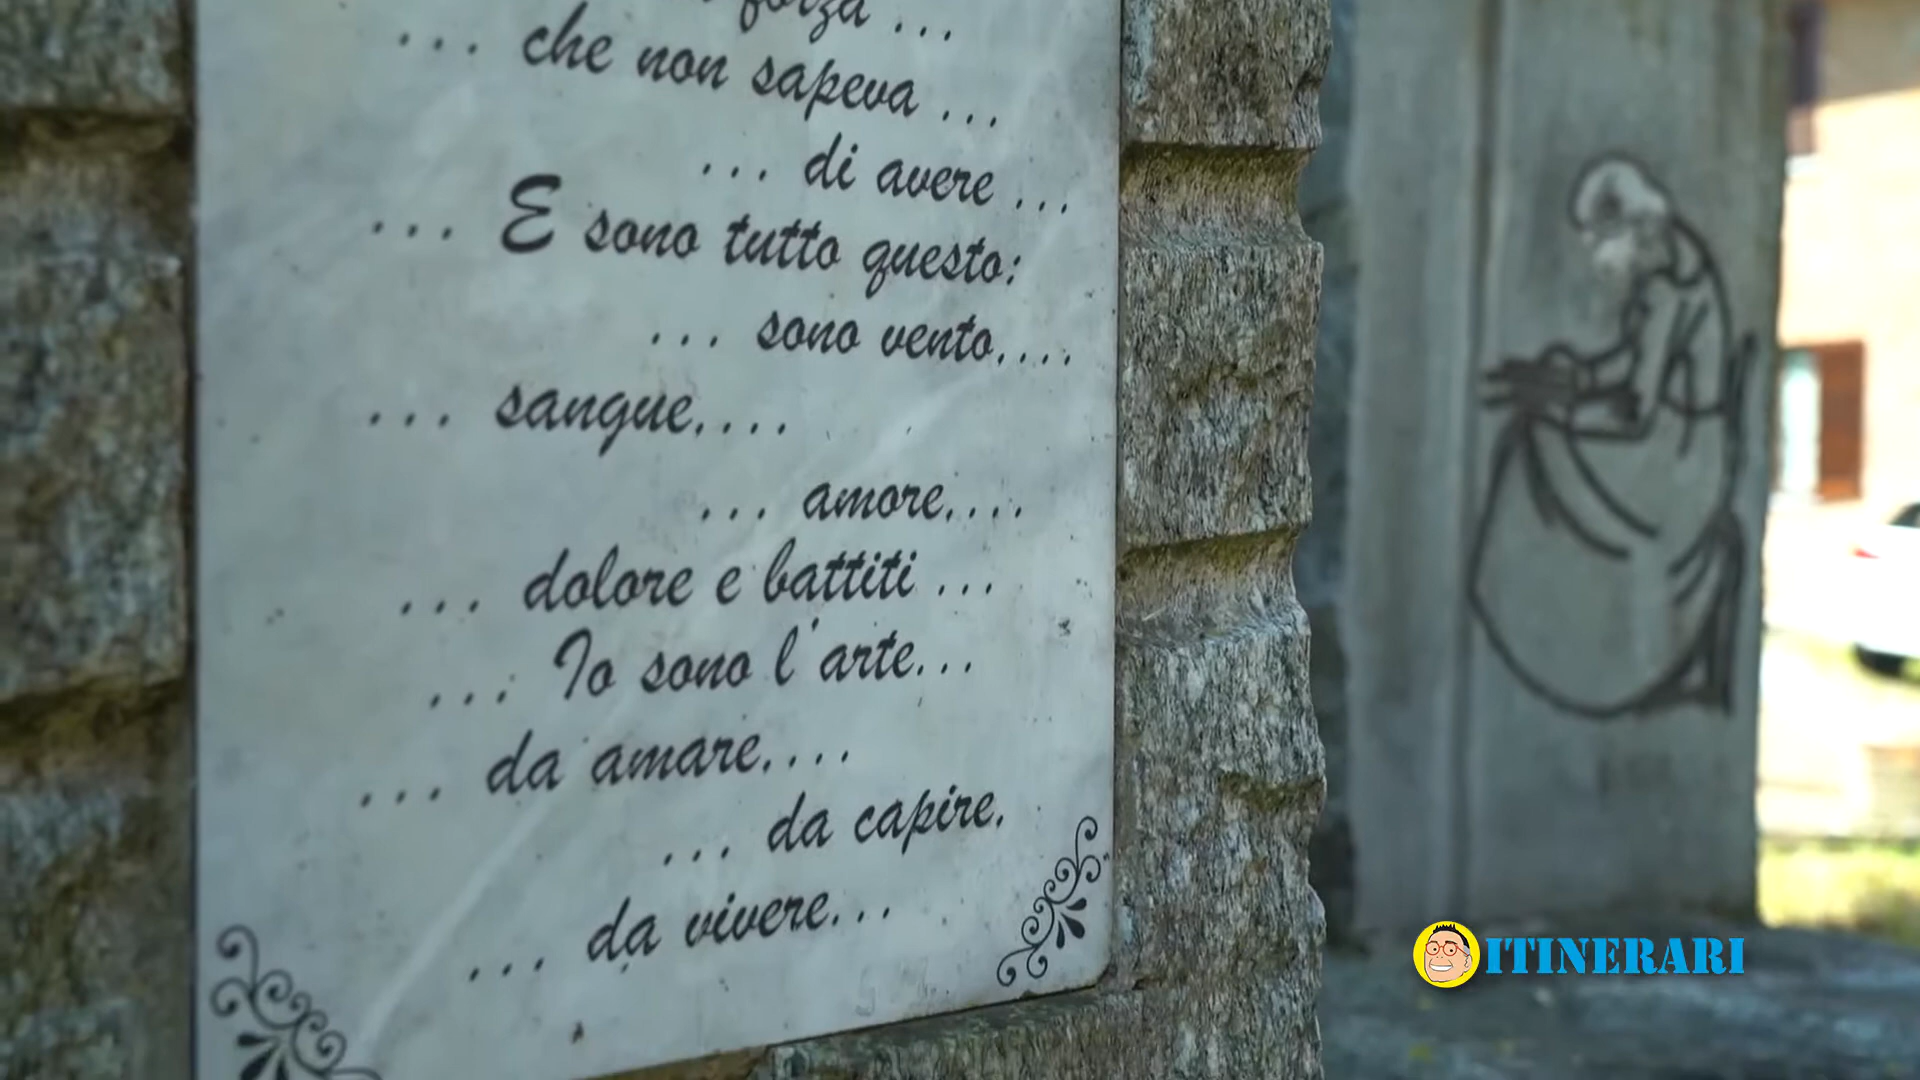 forza ...
... che non sapeva ...
... di avere ...
... E sono tutto questo:
... sono vento....
... sangue....
... amore....
... dolore e battiti ...
... Io sono l'arte...
... da amare....
... da capire.
... da vivere...
ITINERARI